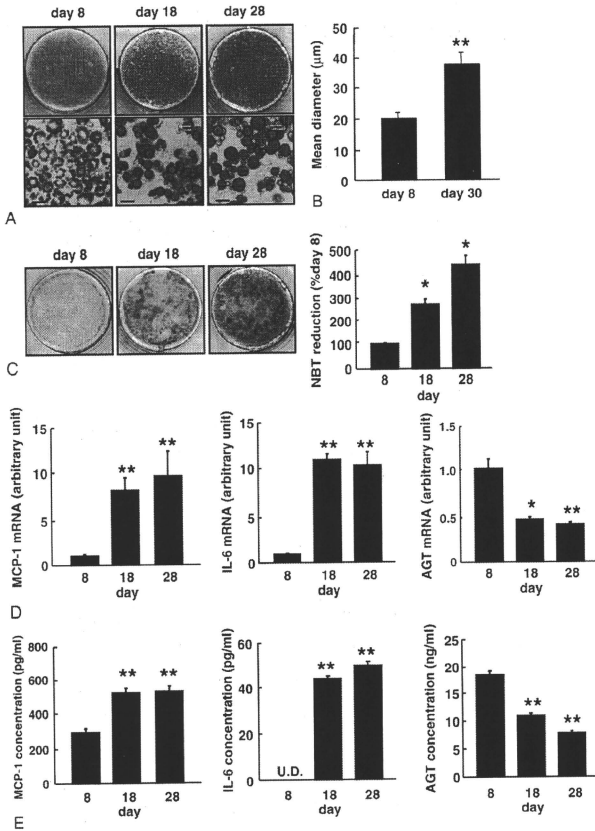 day 8 day 18 day 28
A
Mean diameter (µm)
50
40
30
20
10
0
**
day 8 day 30
B
day 8 day 18 day 28
C
NBT reduction (%day 8)
500
400
300
200
100
0
* *
8 18 28
day
MCP-1 mRNA (arbitrary unit)
15
10
5
0
** **
8 18 28
day
IL-6 mRNA (arbitrary unit)
15
10
5
0
** **
8 18 28
day
AGT mRNA (arbitrary unit)
1.5
1.0
0.5
0.0
* **
8 18 28
day
D
MCP-1 concentration (pg/ml)
800
600
300
200
0
** **
8 18 28
day
IL-6 concentration (pg/ml)
60
40
20
0
U.D. ** **
8 18 28
day
AGT concentration (ng/ml)
25
20
15
10
5
0
** **
8 18 28
day
E